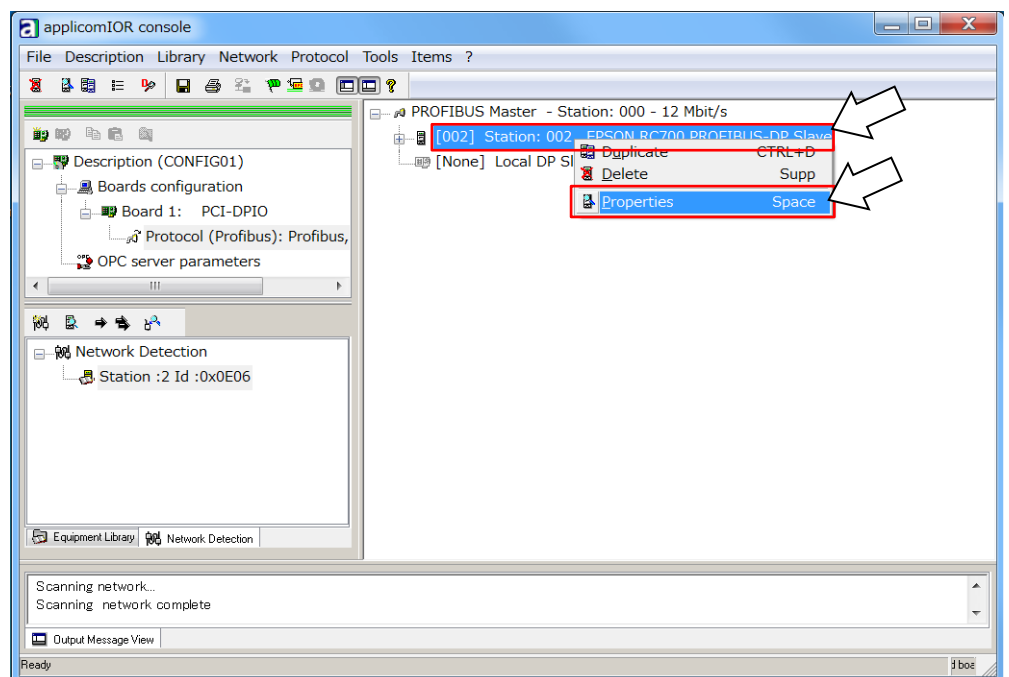 applicomIOR console
File Description Library Network Protocol Tools Items ?
PROFIBUS Master - Station: 000 - 12 Mbit/s
[002] Station: 002 EPSON RC700 PROFIBUS-DP Slave
[None] Local DP Sl
Duplicate CTRL+D
Delete Supp
Properties Space
Description (CONFIG01)
Boards configuration
Board 1: PCI-DPIO
Protocol (Profibus): Profibus,
OPC server parameters
Network Detection
Station :2 Id :0x0E06
Equipment Library Network Detection
Scanning network...
Scanning network complete
Output Message View
Ready